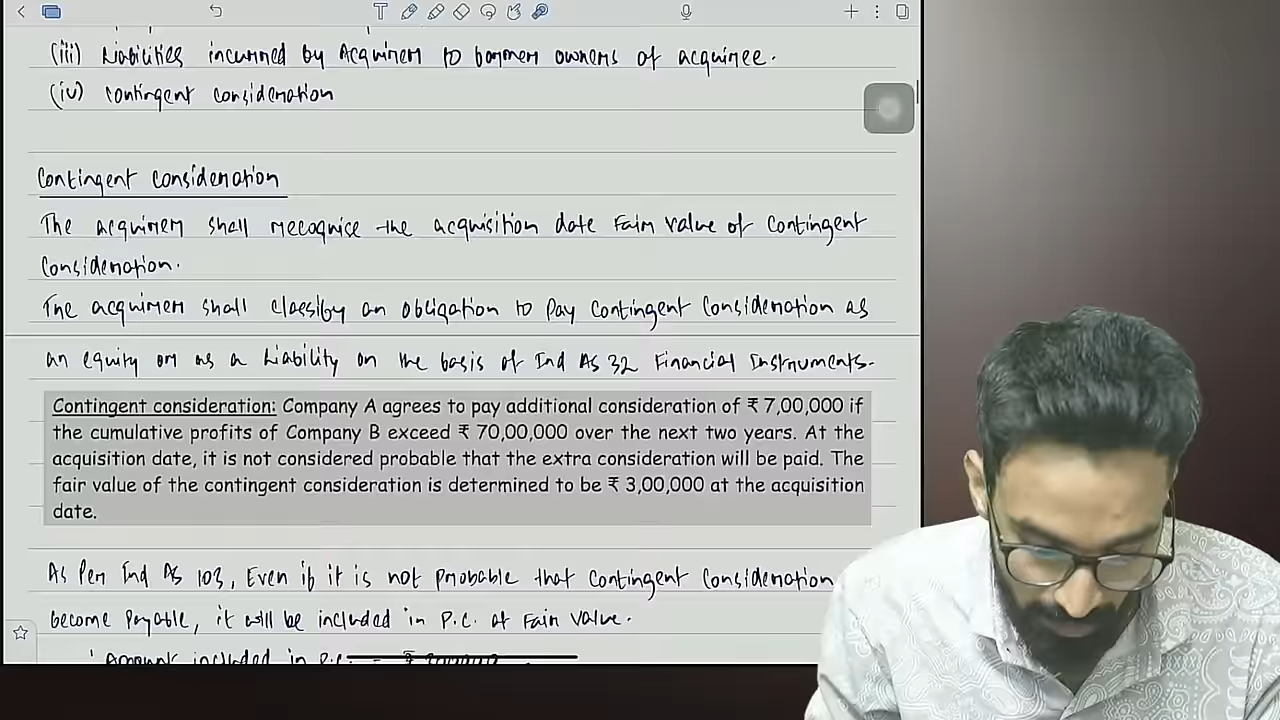 (iii) Liabilities incurred by Acquirer to former owners of acquiree.
(iv) Contingent consideration
Contingent Consideration
The acquirer shall recognise the acquisition date Fair value of Contingent
Consideration.
The acquirer shall classify an obligation to pay Contingent Consideration as
an equity or as a Liability on the basis of Ind AS 32 Financial Instruments.
Contingent consideration: Company A agrees to pay additional consideration of ₹ 7,00,000 if
the cumulative profits of Company B exceed ₹ 70,00,000 over the next two years. At the
acquisition date, it is not considered probable that the extra consideration will be paid. The
fair value of the contingent consideration is determined to be ₹ 3,00,000 at the acquisition
date.
As Per Ind AS 103, Even if it is not probable that Contingent Consideration
become Payable, it will be included in P.C. at Fair Value.
Amount included in P.C. =